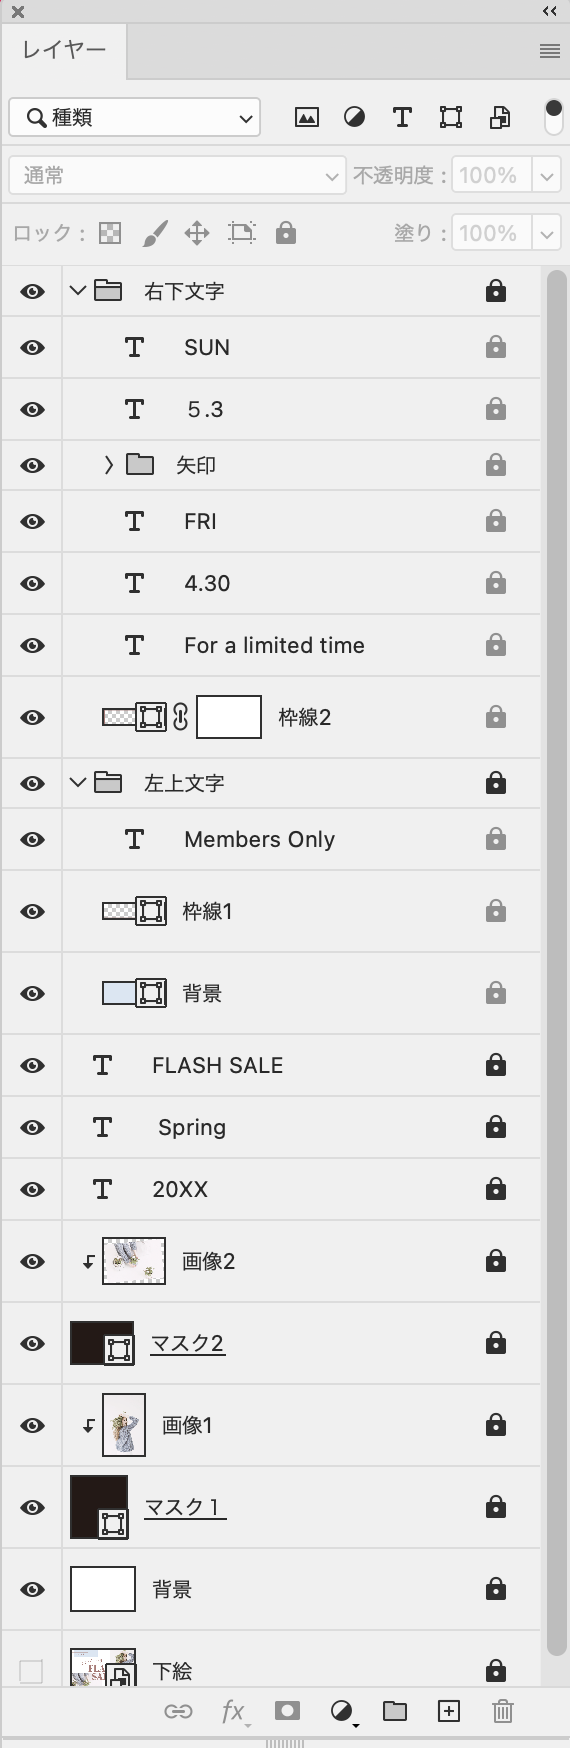 レイヤー
種類
通常 不透明度： 100%
ロック： 塗り： 100%
右下文字
SUN
５.3
矢印
FRI
4.30
For a limited time
枠線2
左上文字
Members Only
枠線1
背景
FLASH SALE
Spring
20XX
画像2
マスク2
画像1
マスク１
背景
下絵
fx